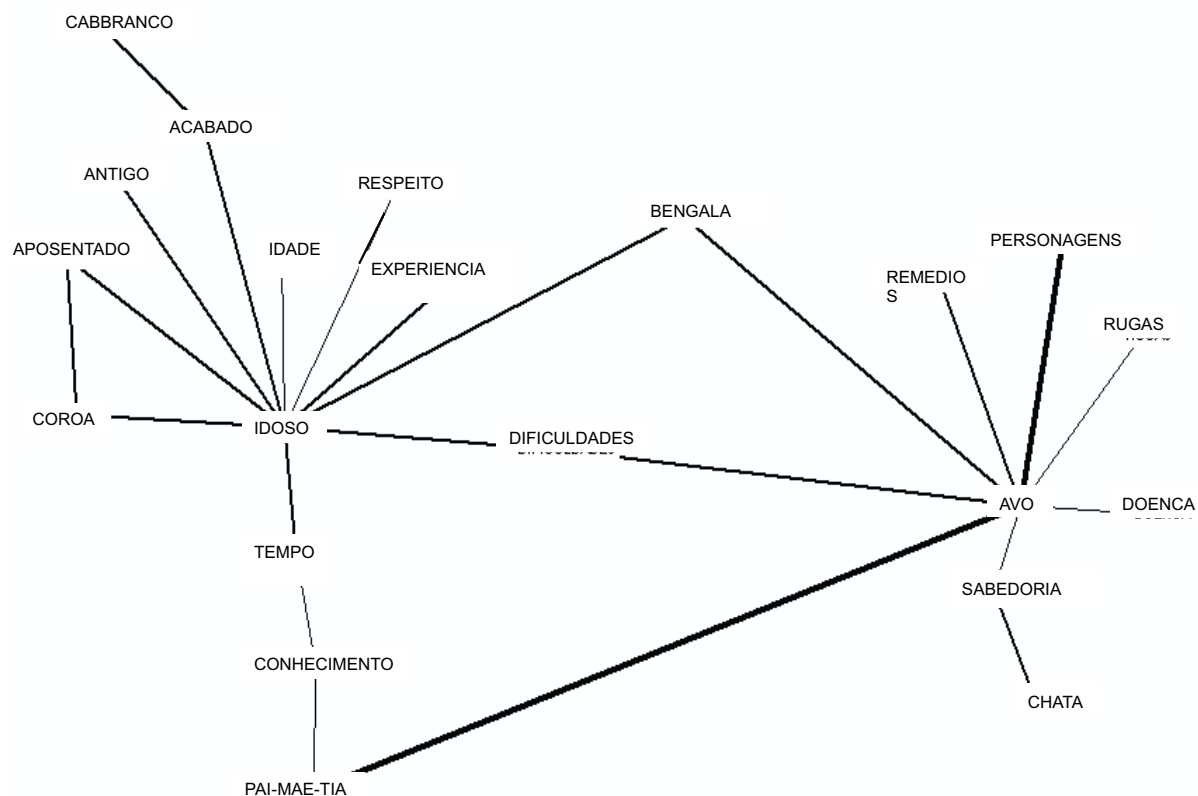 CABBRANCO
ACABADO
ANTIGO
RESPEITO
BENGALA
APOSENTADO
IDADE
EXPERIENCIA
PERSONAGENS
REMEDIO
S
RUGAS
COROA
IDOSO
DIFICULDADES
AVO
DOENCA
TEMPO
SABEDORIA
CONHECIMENTO
CHATA
PAI-MAE-TIA